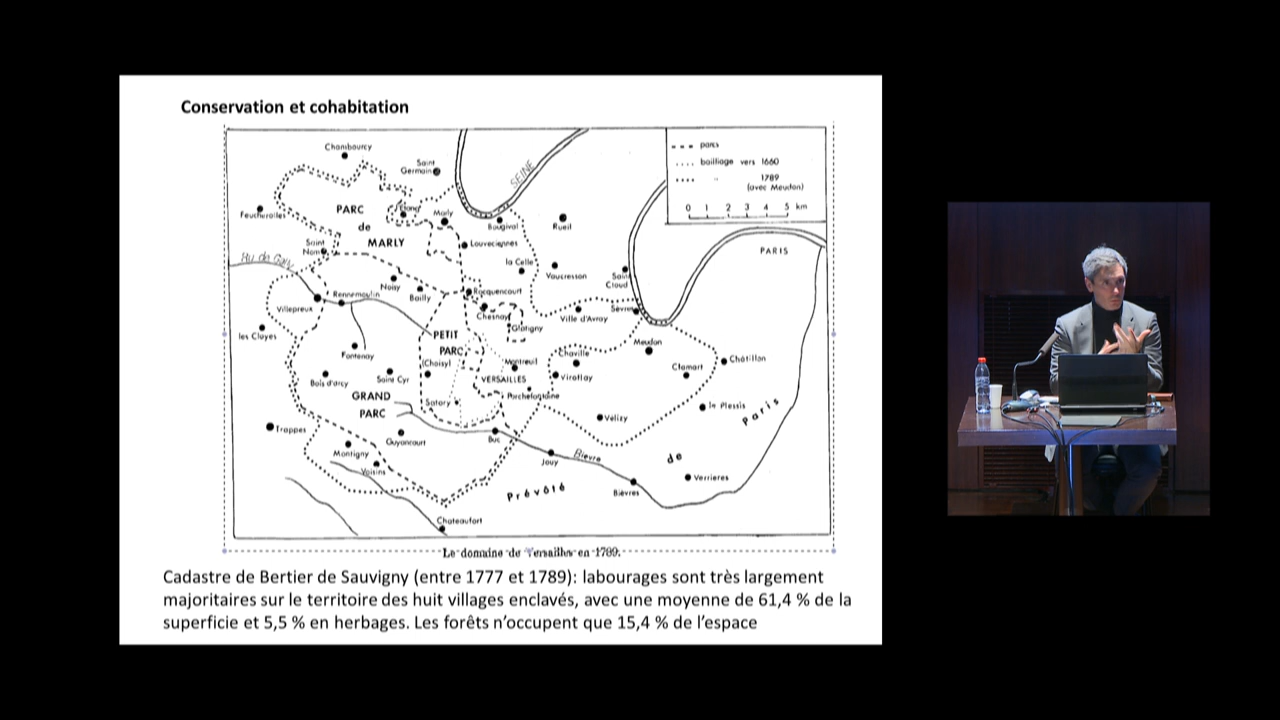 Conservation et cohabitation
Chambourcy
Saint
Germain
SEINE
parcs
bailliage vers 1660
" 1789
(avec Meudon)
0 1 2 3 4 5 km
Feucherolles
PARC
de
MARLY
Etang
Marly
Bougival
Rueil
PARIS
Saint
Nom
Louveciennes
la Celle
Vaucresson
Saint
Cloud
Ru de Gally
Noisy
Bailly
Rocquencourt
Villepreux
Rennemoulin
Chesnay
Glatigny
Ville d'Avray
Sèvres
les Clayes
Fontenay
PETIT
PARC
(Choisy)
Montreuil
Chaville
Meudon
Châtillon
Clamart
Bois d'arcy
Saint Cyr
VERSAILLES
Viroflay
GRAND
PARC
Satory
Porchefontaine
le Plessis
Velizy
Paris
Trappes
Guyancourt
Buc
Montigny
Voisins
Jouy
Bièvre
de
Verrieres
Prévôté
Bièvres
Chateaufort
Le domaine de Versailles en 1789.
Cadastre de Bertier de Sauvigny (entre 1777 et 1789): labourages sont très largement
majoritaires sur le territoire des huit villages enclavés, avec une moyenne de 61,4 % de la
superficie et 5,5 % en herbages. Les forêts n'occupent que 15,4 % de l'espace